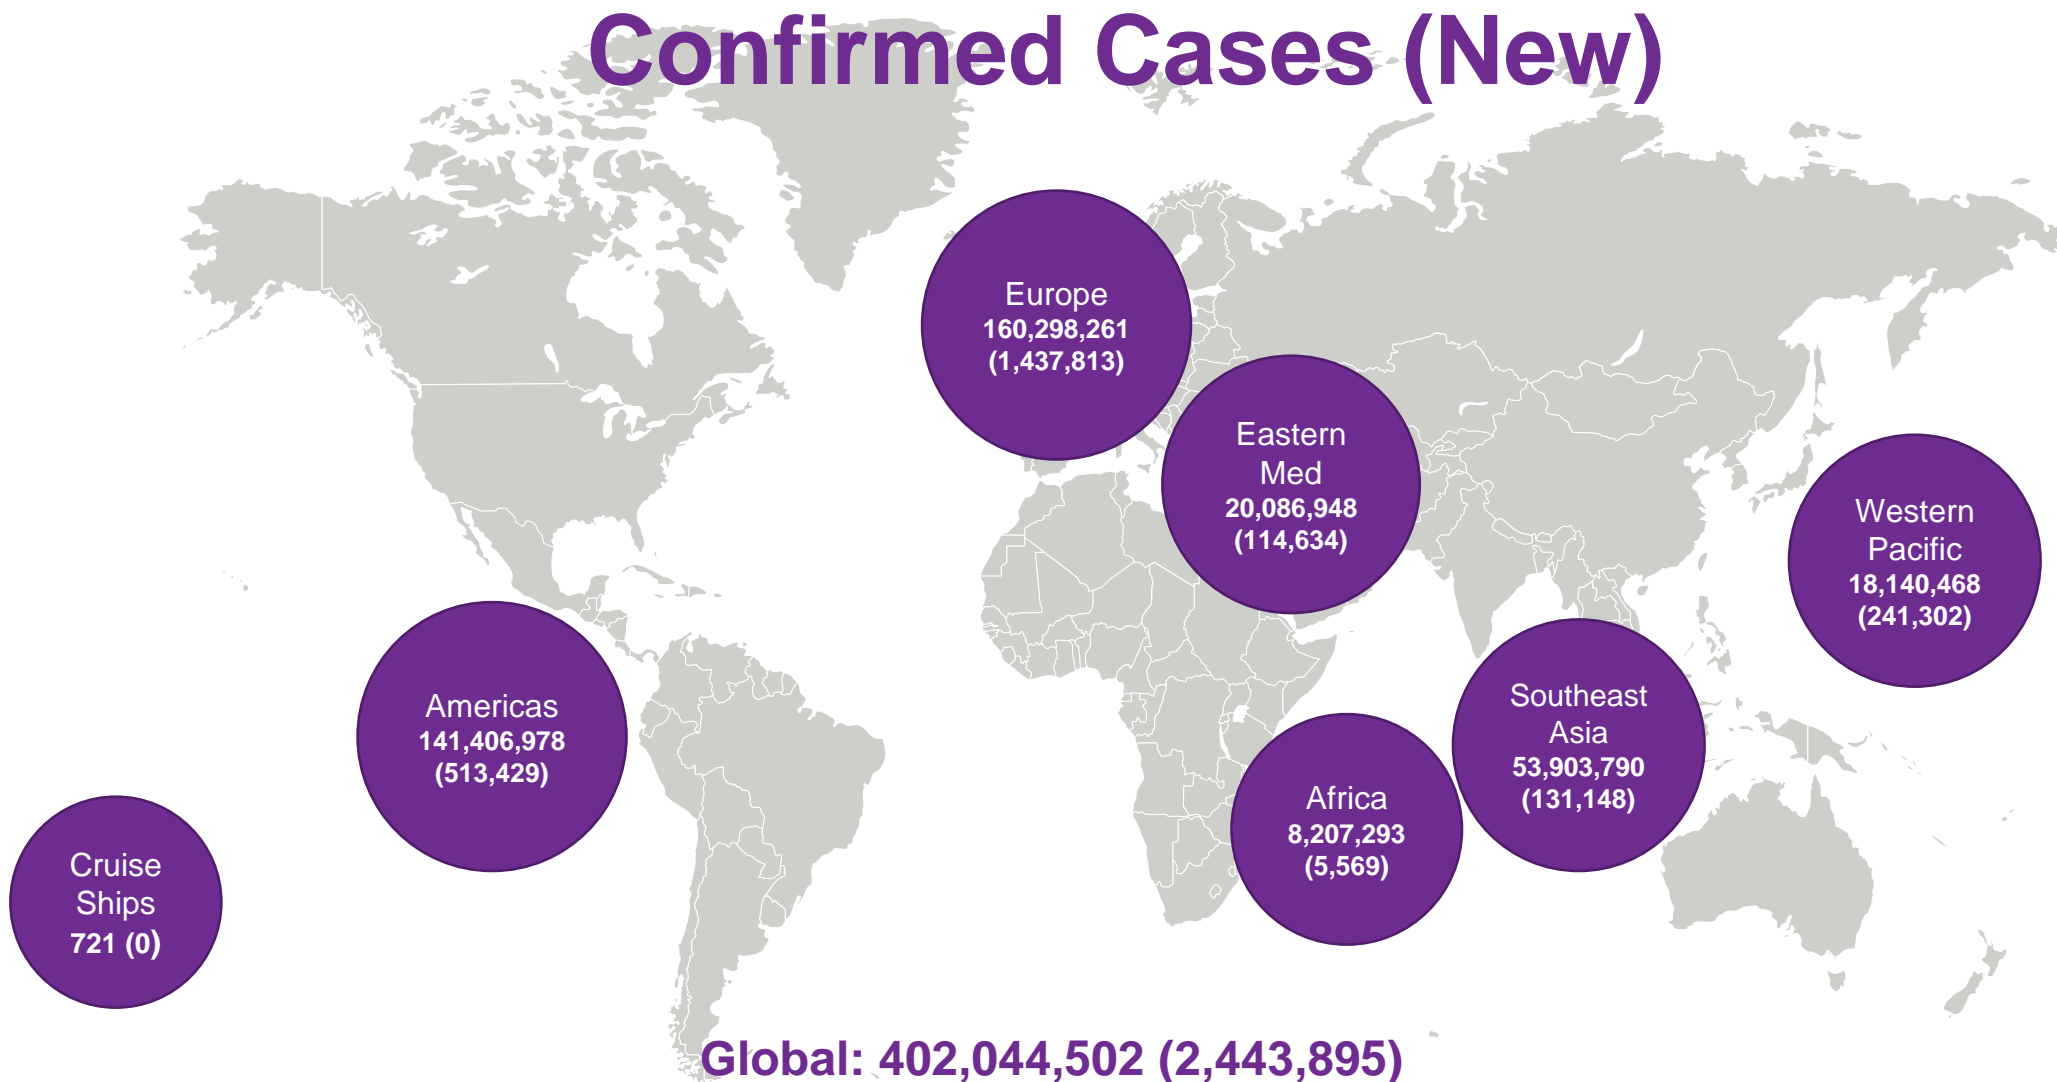 Confirmed Cases (New)
Europe
160,298,261
(1,437,813)
Eastern
Med
20,086,948
(114,634)
Western
Pacific
18,140,468
(241,302)
Americas
141,406,978
(513,429)
Southeast
Asia
53,903,790
(131,148)
Africa
8,207,293
(5,569)
Cruise
Ships
721 (0)
Global: 402,044,502 (2,443,895)